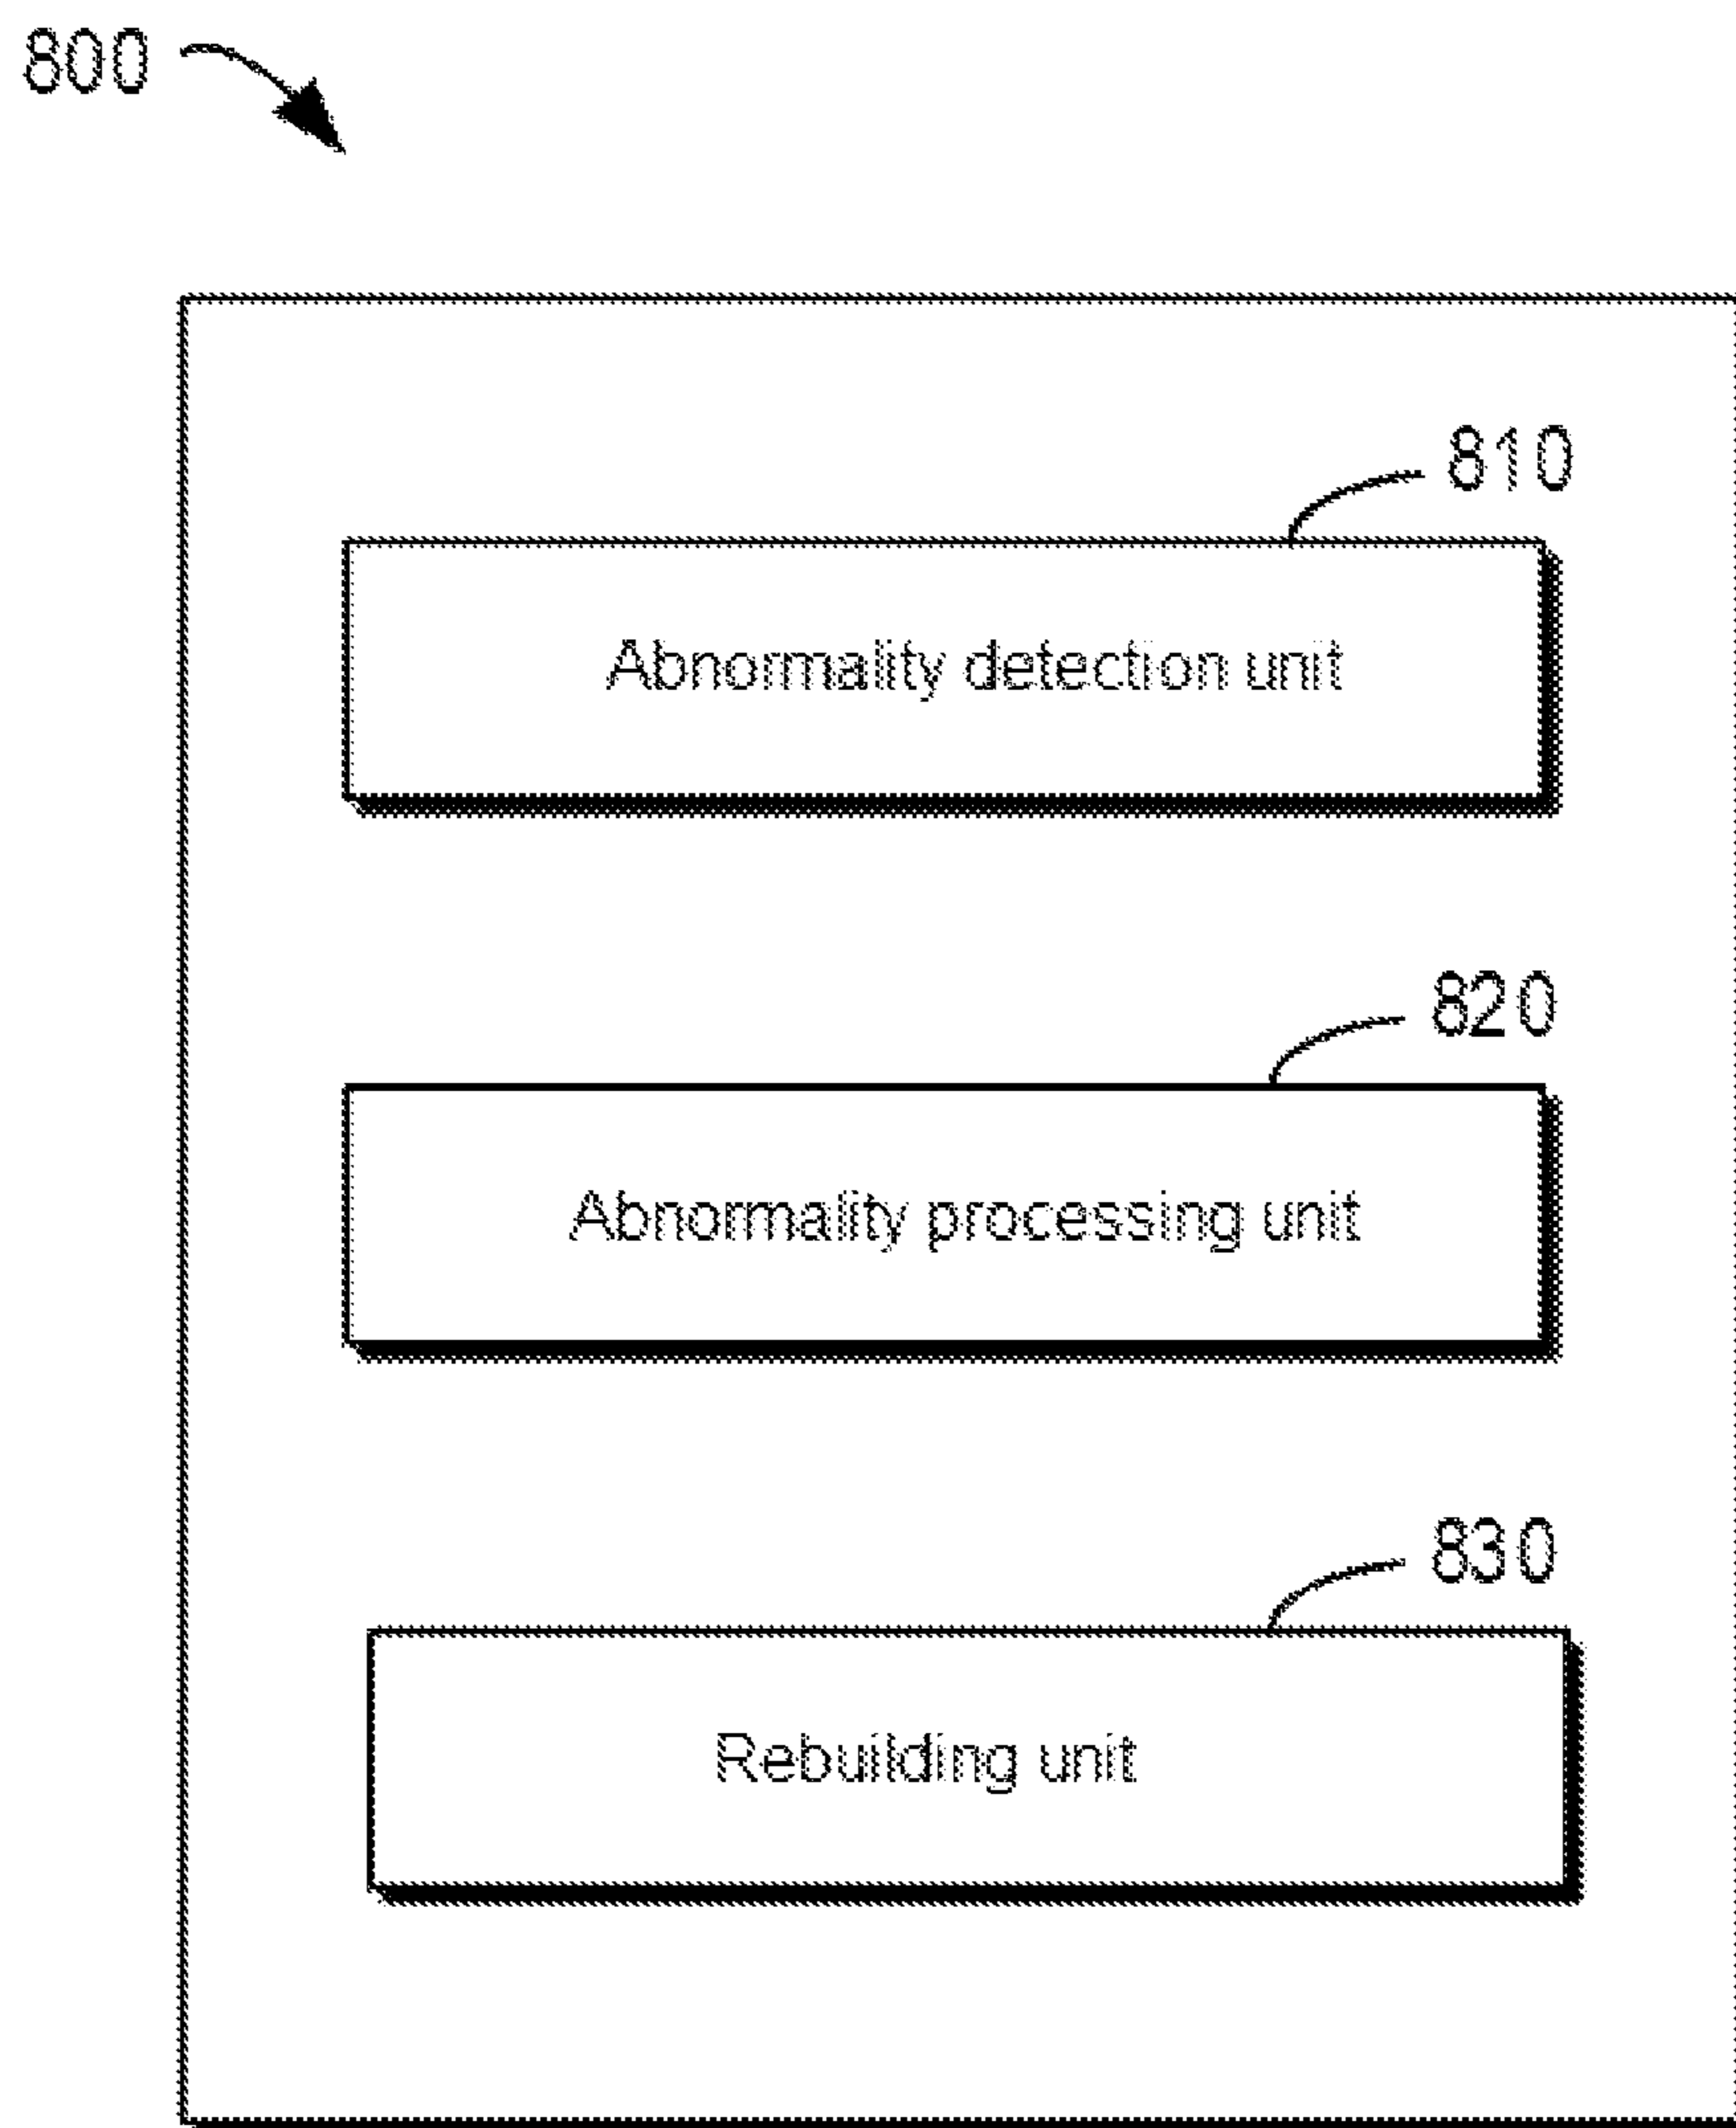 800
810
Abnormality detection unit
820
Abnormality processing unit
830
Rebuilding unit